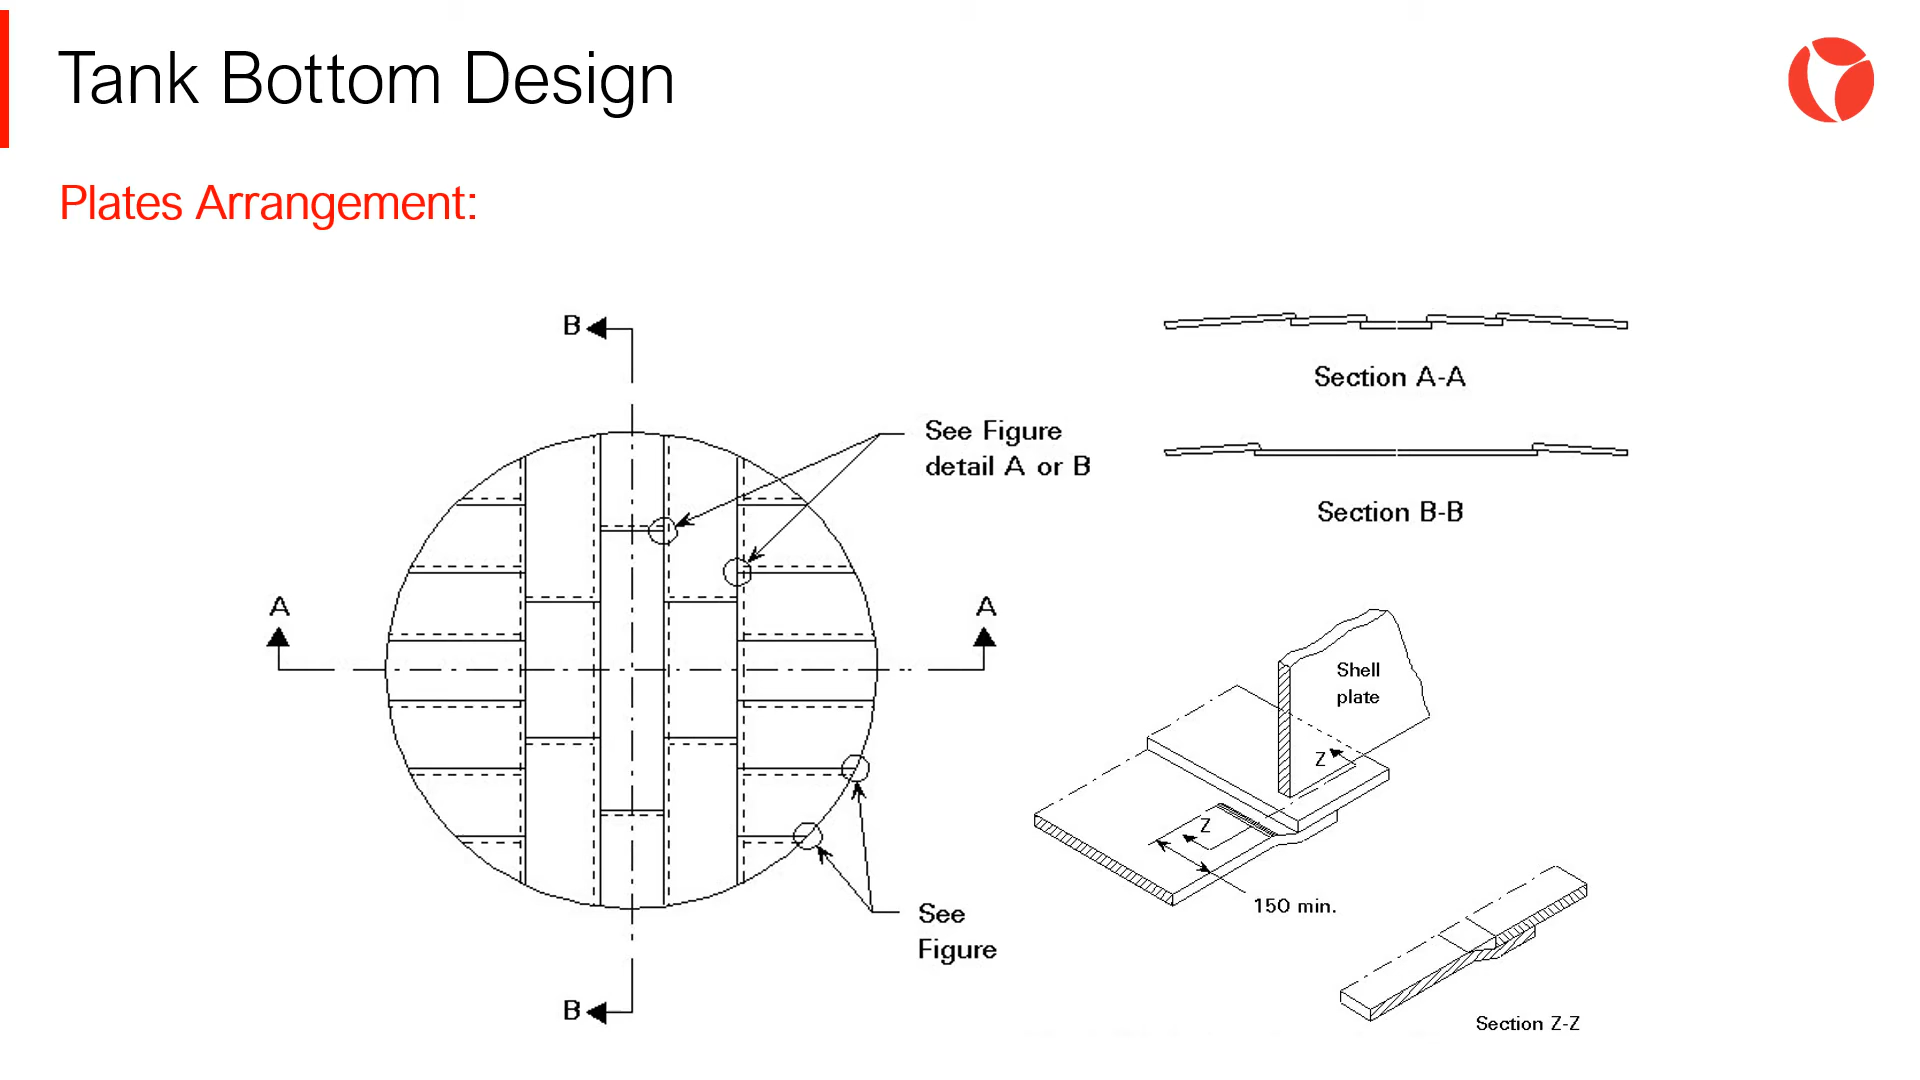 Tank Bottom Design
Plates Arrangement:
B
See Figure
detail A or B
A
A
See
Figure
B
Section A-A
Section B-B
Shell
plate
Z
Z
150 min.
Section Z-Z